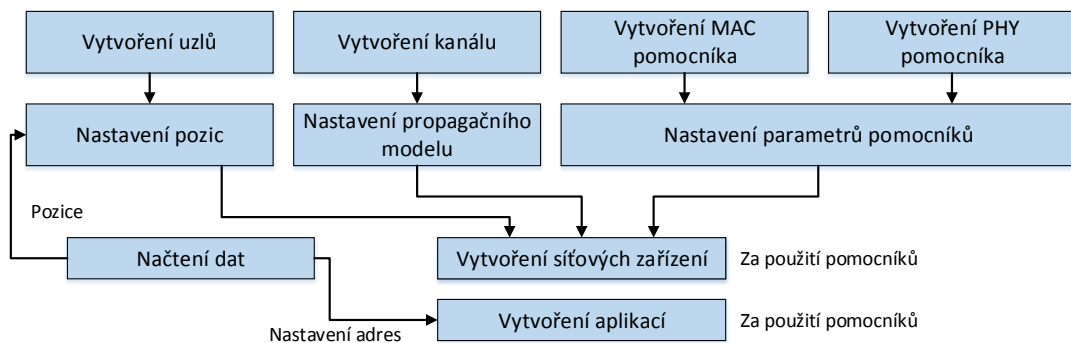 Vytvoření uzlů
Vytvoření kanálu
Vytvoření MAC
pomocníka
Vytvoření PHY
pomocníka
Nastavení pozic
Nastavení propagačního
modelu
Nastavení parametrů pomocníků
Pozice
Načtení dat
Vytvoření síťových zařízení
Za použití pomocníků
Nastavení adres
Vytvoření aplikací
Za použití pomocníků